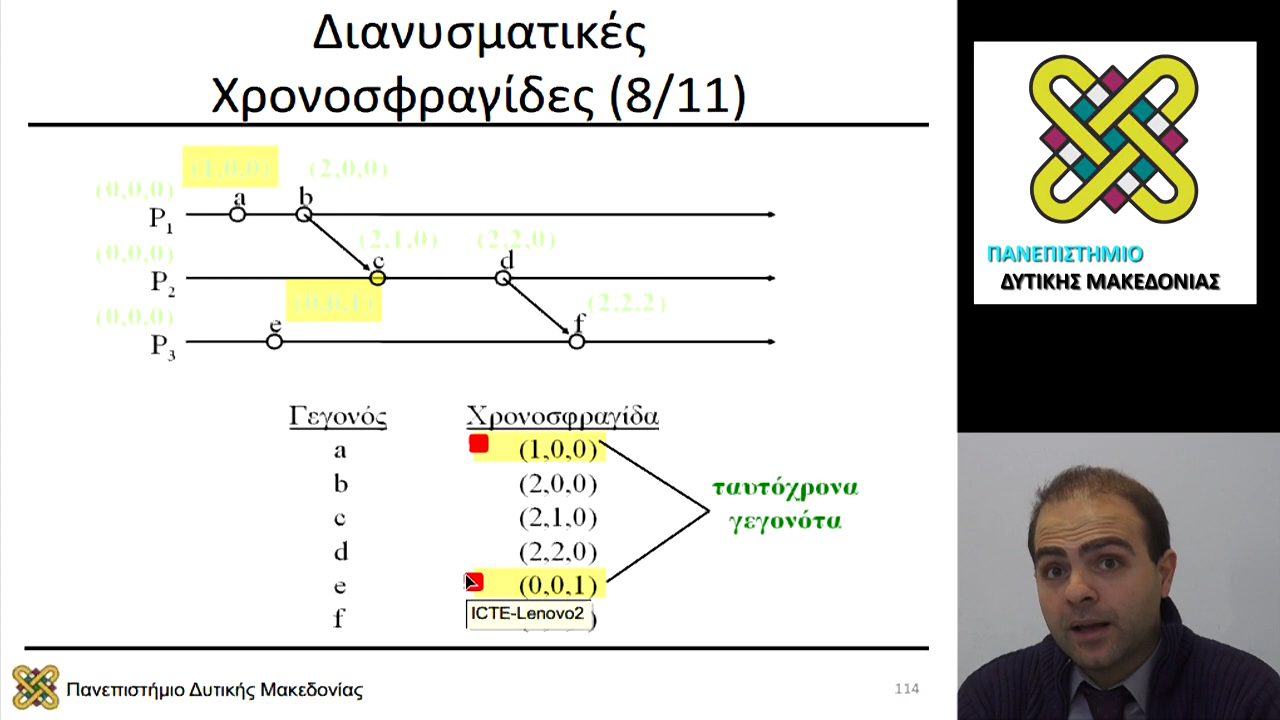 Διανυσματικές
Χρονοσφραγίδες (8/11)
(1,0,0) (2,0,0)
(0,0,0) a b
P1
(2,1,0) (2,2,0)
(0,0,0) c d
P2
(0,0,1) (2,2,2)
(0,0,0) e f
P3
Γεγονός Χρονοσφραγίδα
a (1,0,0)
b (2,0,0)
ταυτόχρονα
c (2,1,0)
γεγονότα
d (2,2,0)
e (0,0,1)
ICTE-Lenovo2
f
Πανεπιστήμιο Δυτικής Μακεδονίας
114
ΠΑΝΕΠΙΣΤΗΜΙΟ
ΔΥΤΙΚΗΣ ΜΑΚΕΔΟΝΙΑΣ